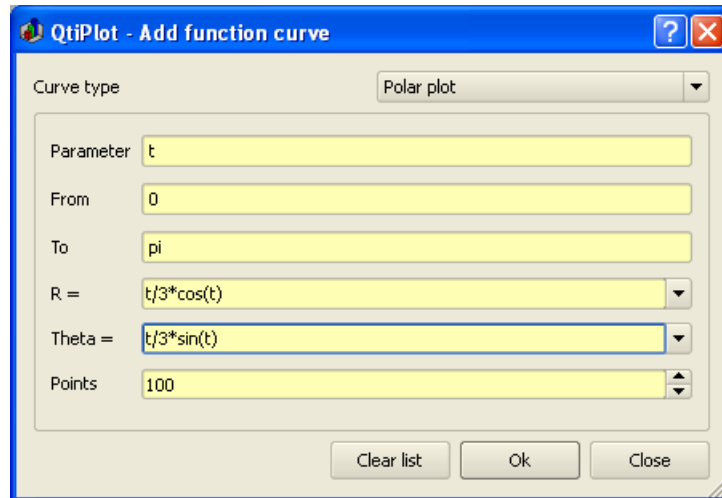 QtiPlot - Add function curve
Curve type Polar plot
Parameter t
From 0
To pi
R = t/3*cos(t)
Theta = t/3*sin(t)
Points 100
Clear list Ok Close